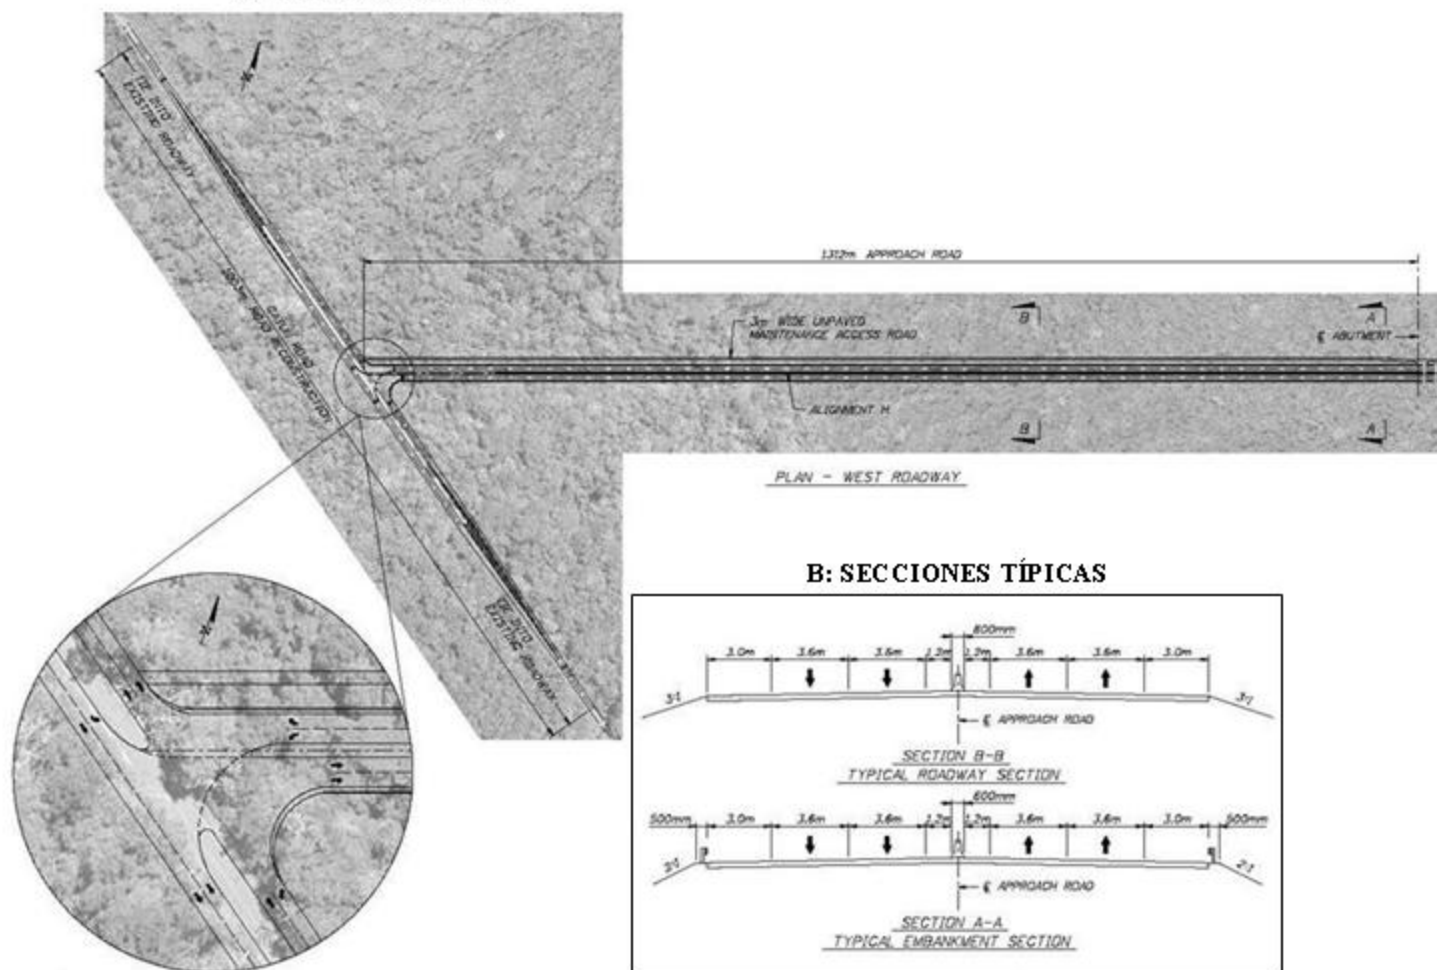 TIE INTO
EXISTING ROADWAY
GATUN ROAD
ROAD RECONSTRUCTION
1312m APPROACH ROAD
3m WIDE UNPAVED
MAINTENANCE ACCESS ROAD
B
A
℄ ABUTMENT
ALIGNMENT M
B
A
PLAN - WEST ROADWAY
TIE INTO
EXISTING ROADWAY
N
B: SECCIONES TÍPICAS
3.0m 3.6m 3.6m 1.2m 1.2m 3.6m 3.6m 3.0m
3:1 3:1
℄ APPROACH ROAD
SECTION B-B
TYPICAL ROADWAY SECTION
600mm
500mm 3.0m 3.6m 3.6m 1.2m 1.2m 3.6m 3.6m 3.0m 500mm
2:1
℄ APPROACH ROAD
SECTION A-A
TYPICAL EMBANKMENT SECTION